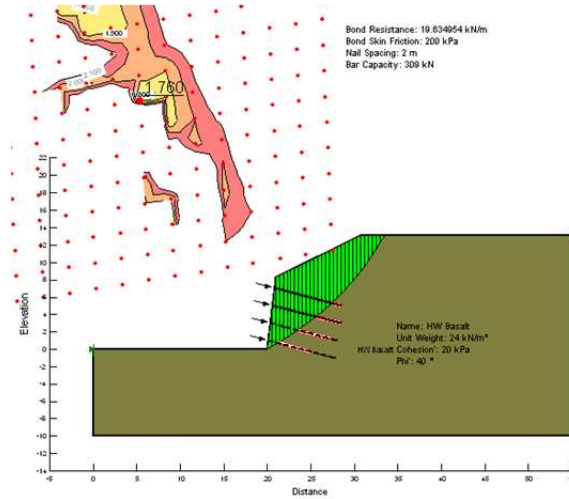 Bond Resistance: 19.634954 kN/m
Bond Skin Friction: 200 kPa
Nail Spacing: 2 m
Bar Capacity: 309 kN
1.900
2.100
1.760
22
20
18
16
14
12
10
8
6
4
2
0
-2
-4
-6
-8
-10
-12
-14
Elevation
Name: HW Basalt
Unit Weight: 24 kN/m³
HW Basalt Cohesion': 20 kPa
Phi': 40 °
-5 0 5 10 15 20 25 30 35 40 45 50
Distance